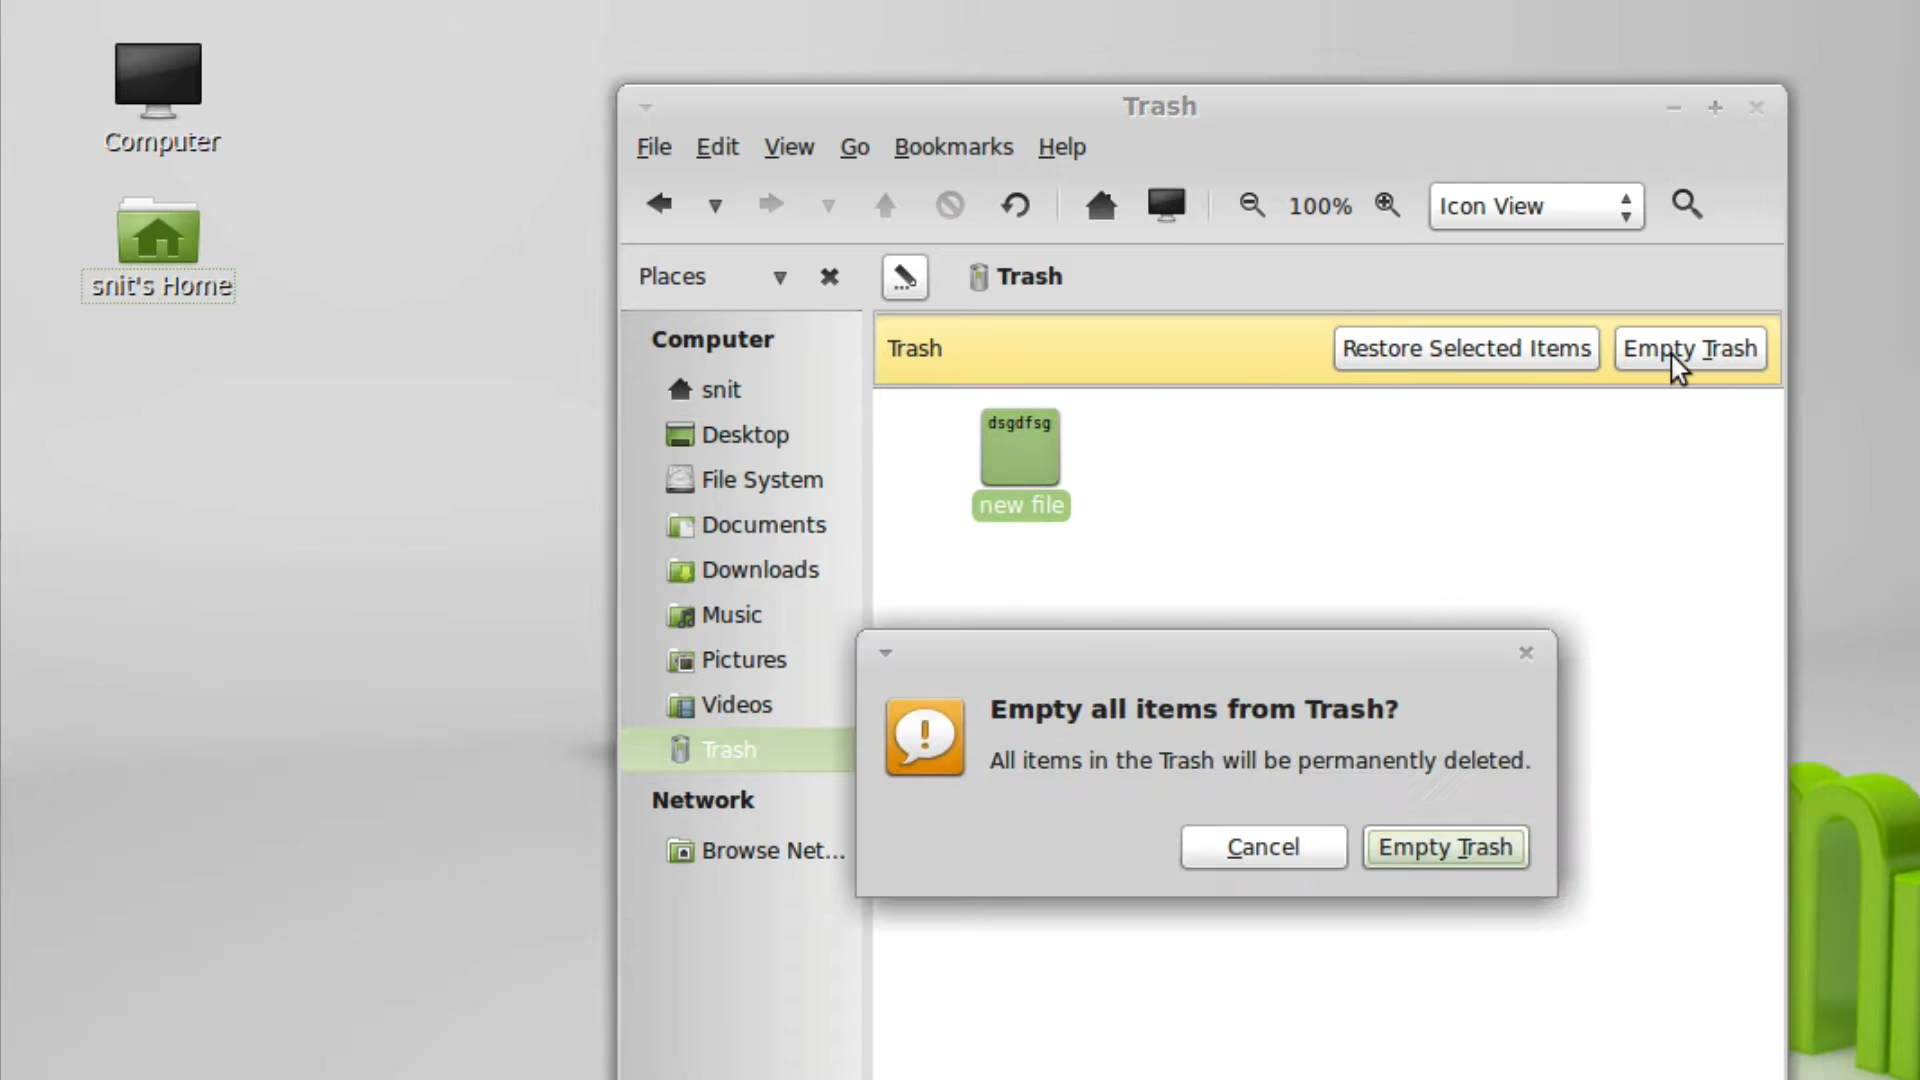 Computer
snit's Home
Trash
File Edit View Go Bookmarks Help
100% Icon View
Places
Trash
Computer
snit
Desktop
File System
Documents
Downloads
Music
Pictures
Videos
Trash
Network
Browse Net...
Trash Restore Selected Items Empty Trash
dsgdfsg
new file
Empty all items from Trash?
All items in the Trash will be permanently deleted.
Cancel Empty Trash